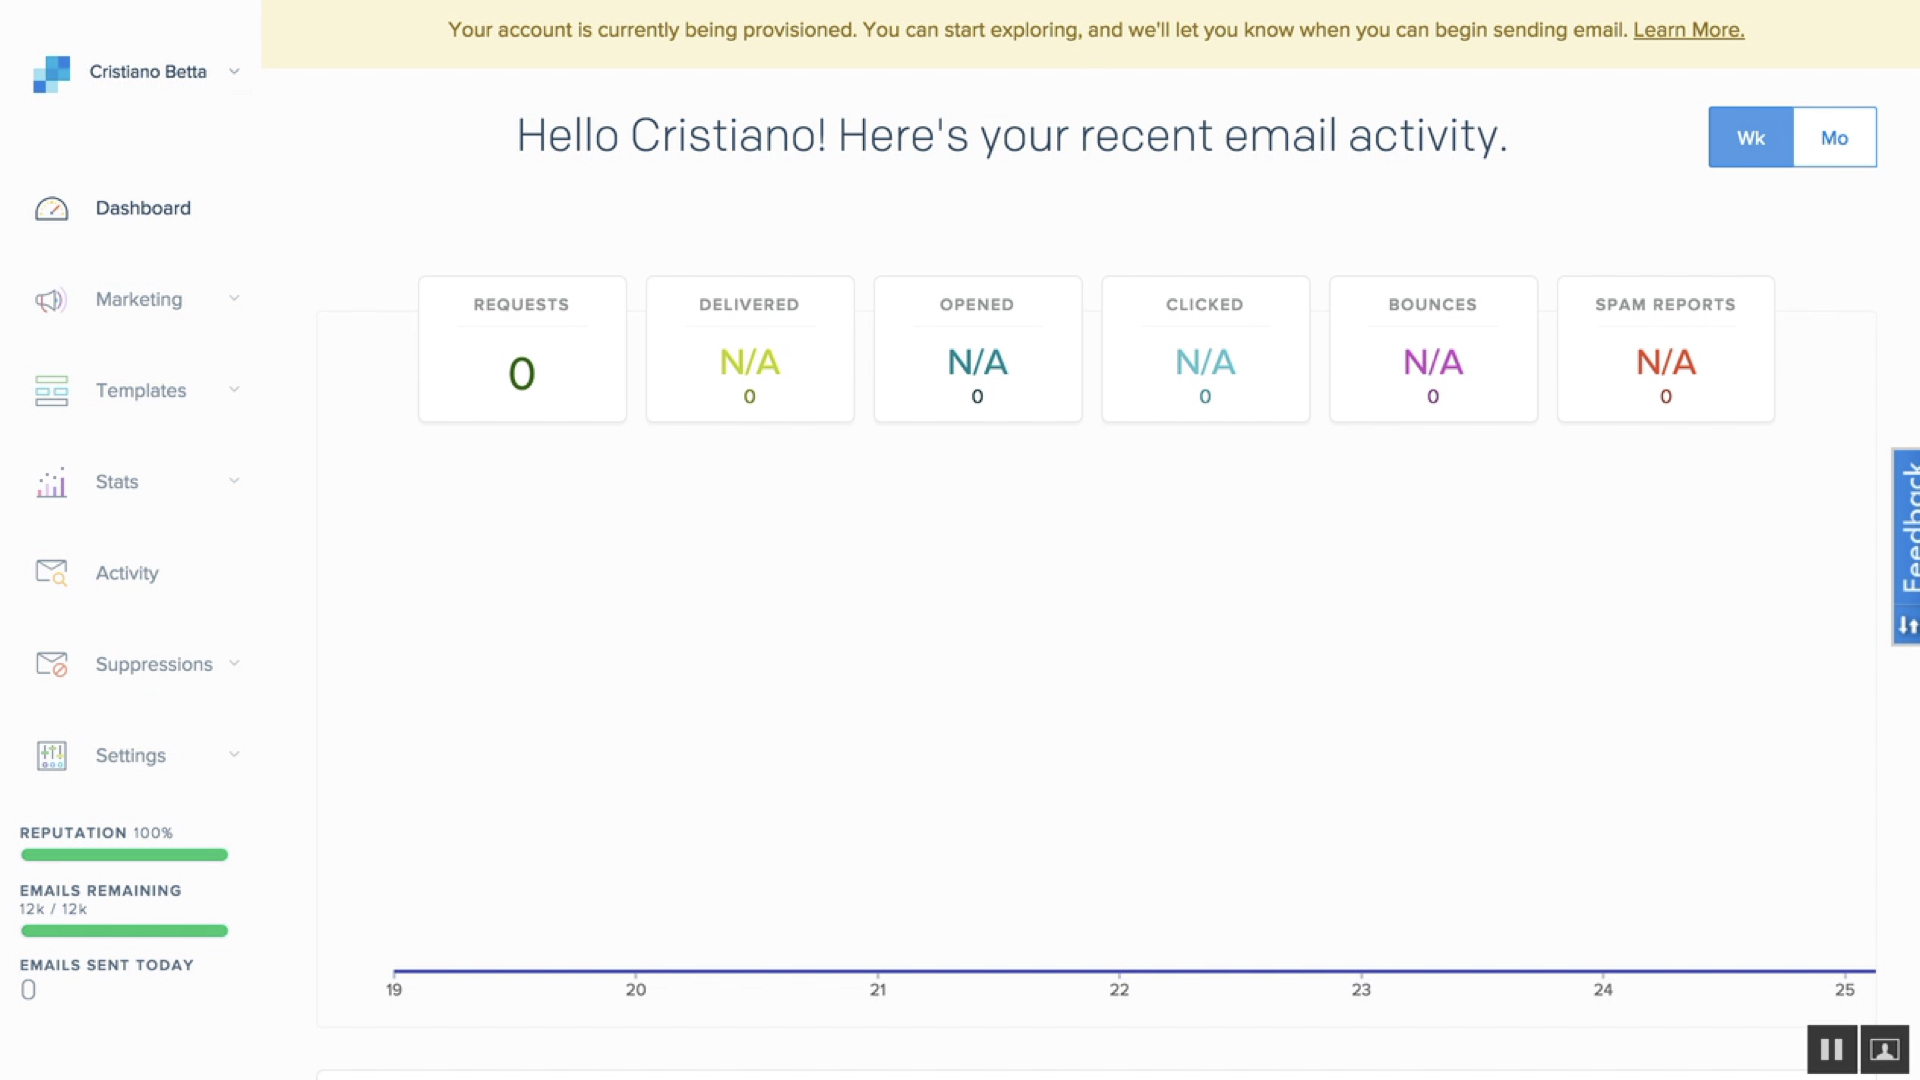 Your account is currently being provisioned. You can start exploring, and we'll let you know when you can begin sending email. Learn More.
Cristiano Betta
Hello Cristiano! Here's your recent email activity.
Wk
Mo
Dashboard
Marketing
Templates
Stats
Activity
Suppressions
Settings
REPUTATION 100%
EMAILS REMAINING
12k / 12k
EMAILS SENT TODAY
0
REQUESTS
0
DELIVERED
N/A
0
OPENED
N/A
0
CLICKED
N/A
0
BOUNCES
N/A
0
SPAM REPORTS
N/A
0
Feedback
19 20 21 22 23 24 25